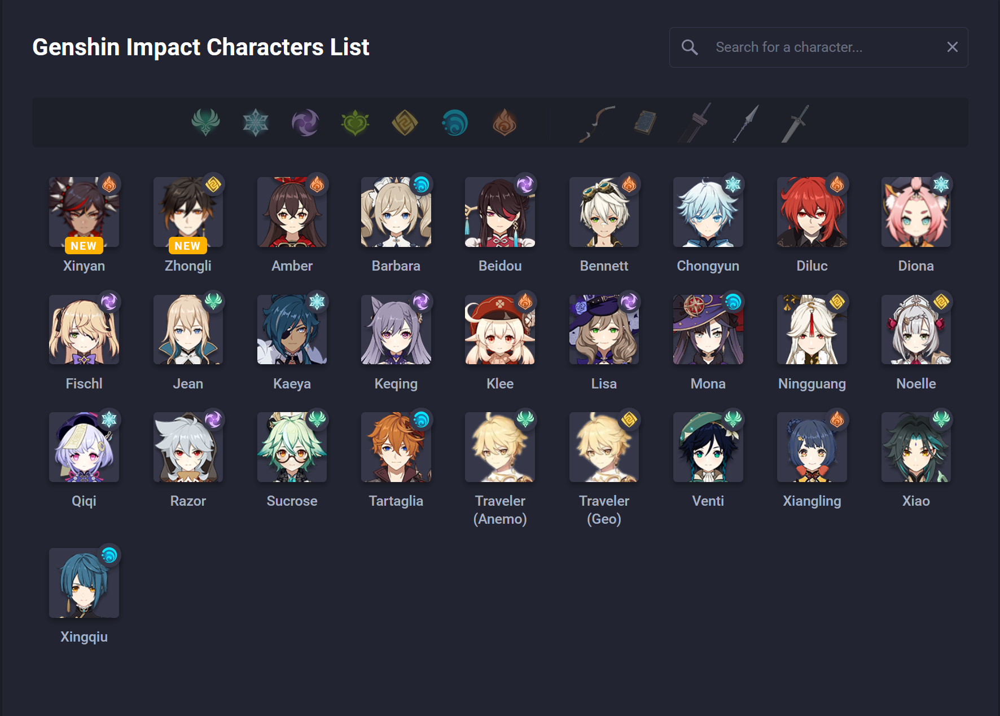 Genshin Impact Characters List
Search for a character...
NEW
NEW
Xinyan
Zhongli
Amber
Barbara
Beidou
Bennett
Chongyun
Diluc
Diona
Fischl
Jean
Kaeya
Keqing
Klee
Lisa
Mona
Ningguang
Noelle
Qiqi
Razor
Sucrose
Tartaglia
Traveler
(Anemo)
Traveler
(Geo)
Venti
Xiangling
Xiao
Xingqiu